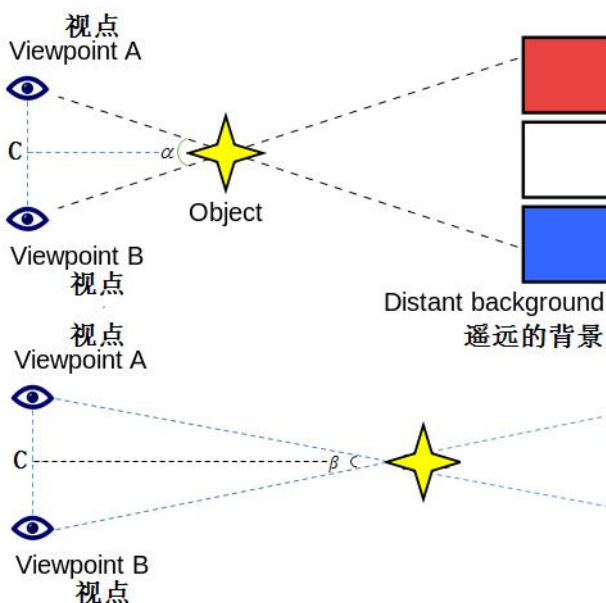 视点
Viewpoint A
C
α
Object
Viewpoint B
视点
Distant background
遥远的背景
视点
Viewpoint A
C
β
Viewpoint B
视点